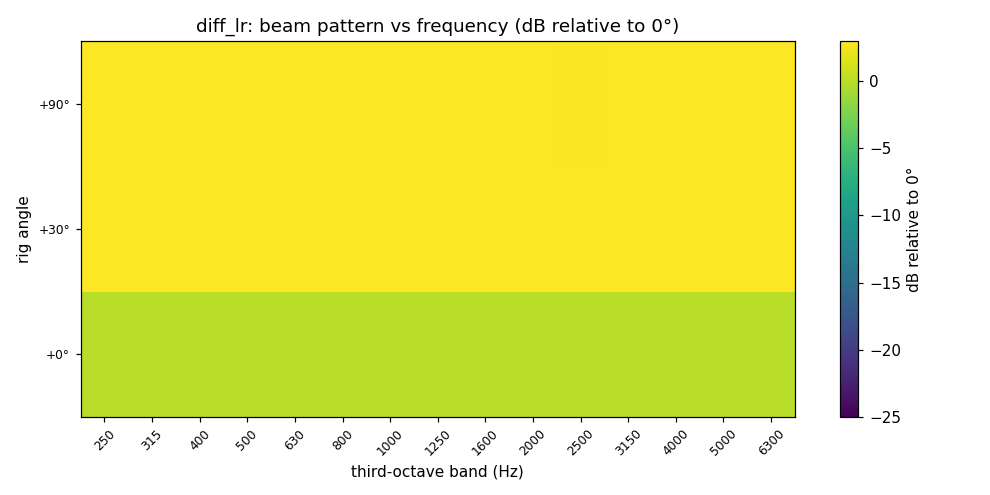 diff_lr: beam pattern vs frequency (dB relative to 0°)
rig angle
+90°
+30°
+0°
250 315 400 500 630 800 1000 1250 1600 2000 2500 3150 4000 5000 6300
third-octave band (Hz)
0
−5
−10
−15
−20
−25
dB relative to 0°